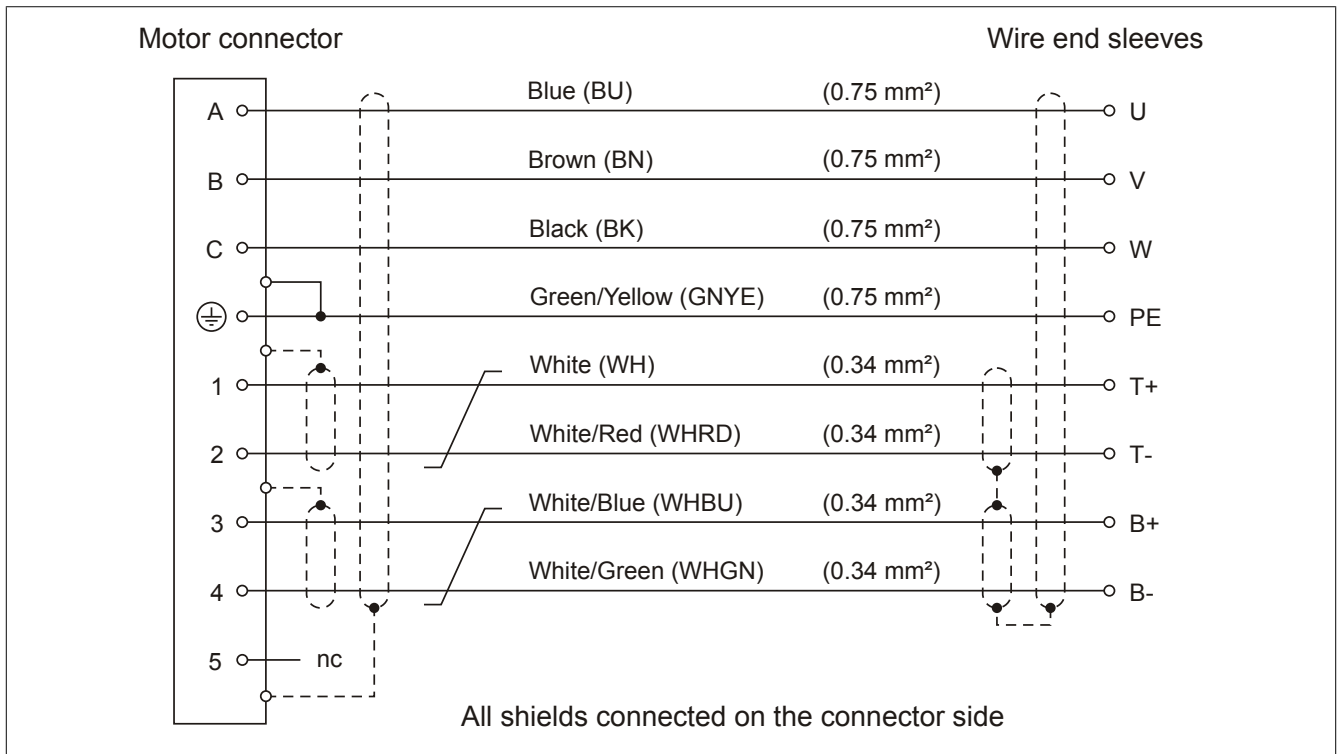 Motor connector Wire end sleeves
A Blue (BU) (0.75 mm²) U
B Brown (BN) (0.75 mm²) V
C Black (BK) (0.75 mm²) W
Green/Yellow (GNYE) (0.75 mm²) PE
1 White (WH) (0.34 mm²) T+
2 White/Red (WHRD) (0.34 mm²) T-
3 White/Blue (WHBU) (0.34 mm²) B+
4 White/Green (WHGN) (0.34 mm²) B-
5 nc
All shields connected on the connector side